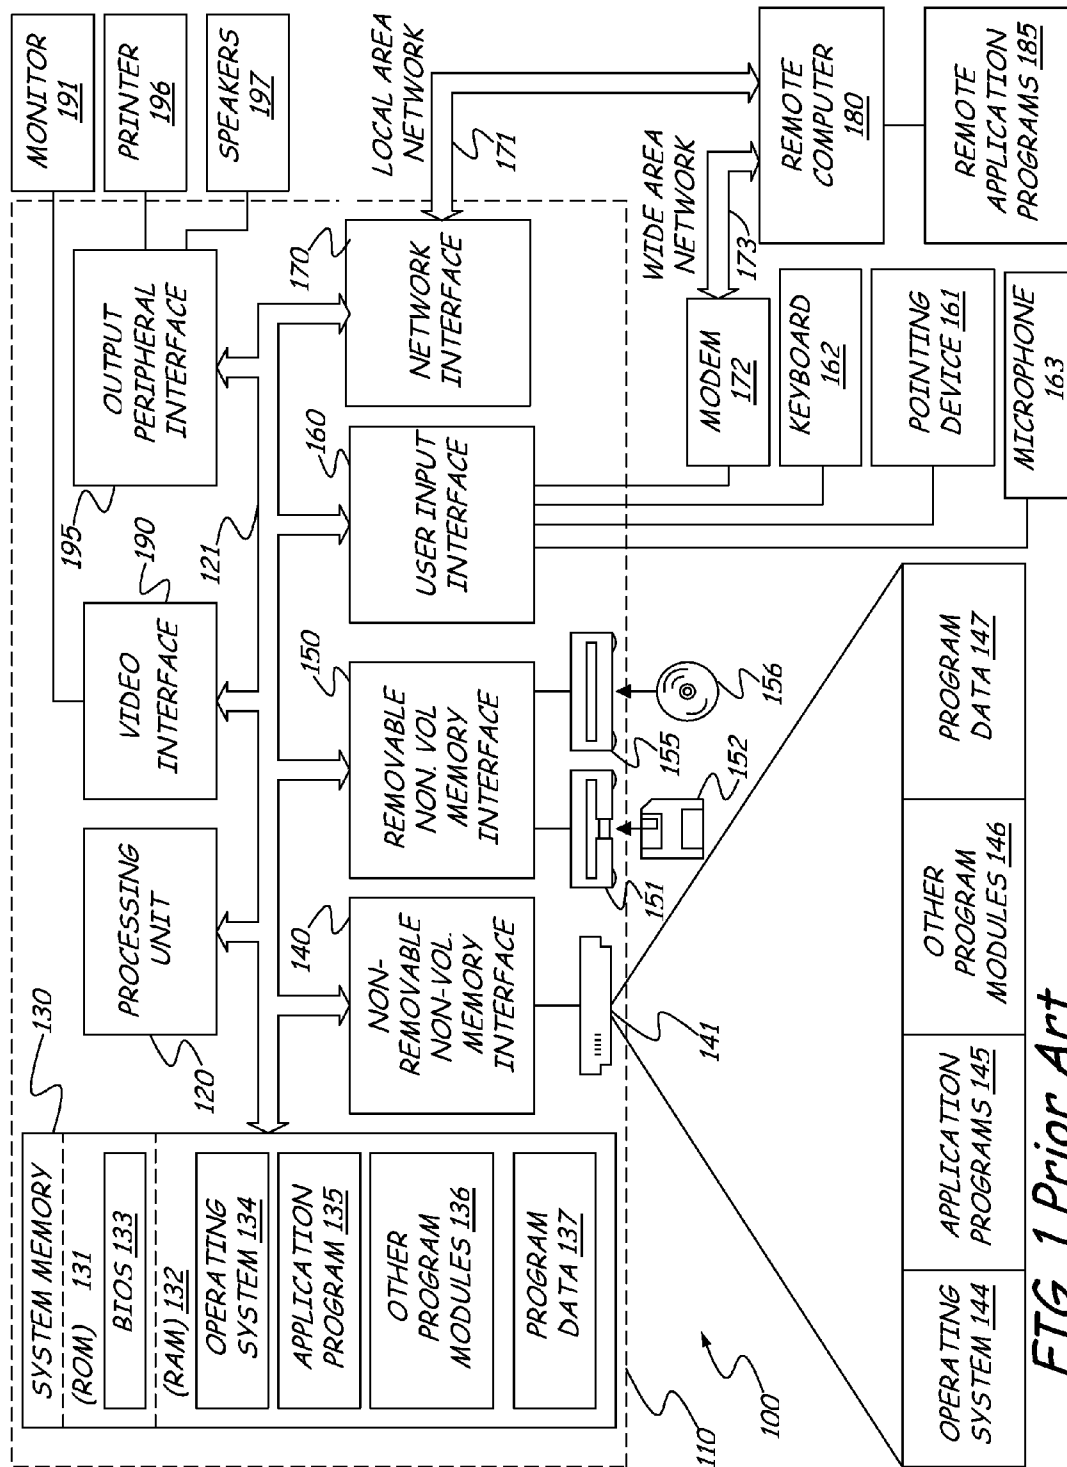 SYSTEM MEMORY
(ROM) 131
BIOS 133
(RAM) 132
OPERATING
SYSTEM 134
APPLICATION
PROGRAM 135
OTHER
PROGRAM
MODULES 136
PROGRAM
DATA 137
130
PROCESSING
UNIT
120
VIDEO
INTERFACE
190
OUTPUT
PERIPHERAL
INTERFACE
195
121
MONITOR
191
PRINTER
196
SPEAKERS
197
NON-
REMOVABLE
NON-VOL.
MEMORY
INTERFACE
140
REMOVABLE
NON. VOL
MEMORY
INTERFACE
150
USER INPUT
INTERFACE
160
NETWORK
INTERFACE
170
LOCAL AREA
NETWORK
171
WIDE AREA
NETWORK
173
141
151
152
155
156
MODEM
172
KEYBOARD
162
POINTING
DEVICE 161
MICROPHONE
163
REMOTE
COMPUTER
180
REMOTE
APPLICATION
PROGRAMS 185
110
100
OPERATING
SYSTEM 144
APPLICATION
PROGRAMS 145
OTHER
PROGRAM
MODULES 146
PROGRAM
DATA 147
FIG. 1 Prior Art